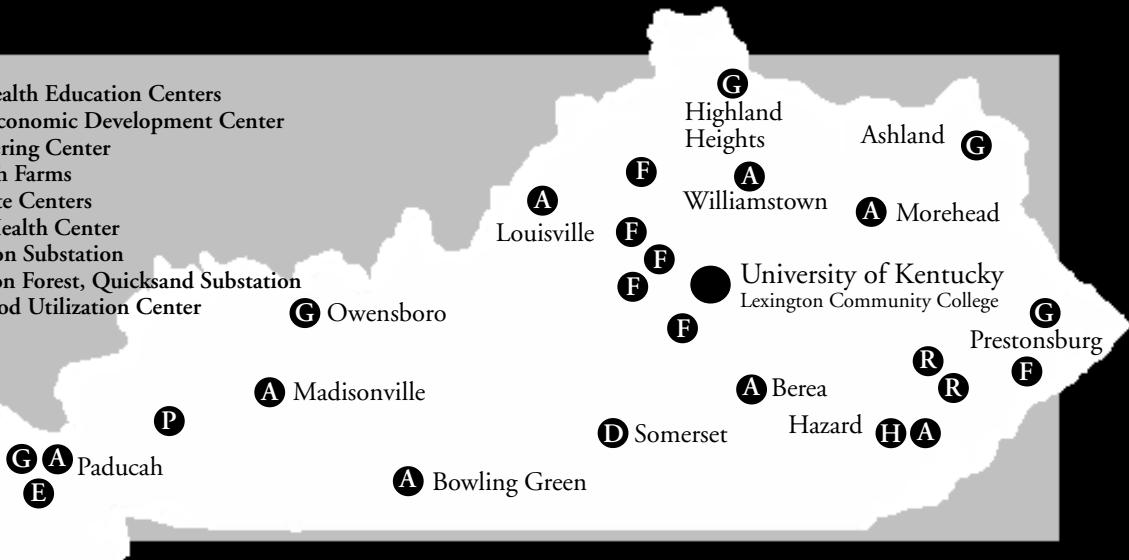 ealth Education Centers
conomic Development Center
ring Center
h Farms
te Centers
Health Center
on Substation
on Forest, Quicksand Substation
od Utilization Center
G
Highland
Heights
Ashland G
F
A
Williamstown
A
Louisville
A Morehead
F
F
F
University of Kentucky
Lexington Community College
G Owensboro
G
Prestonsburg
F
R
R
F
A Madisonville
A Berea
P
D Somerset
Hazard H A
G A Paducah
E
A Bowling Green